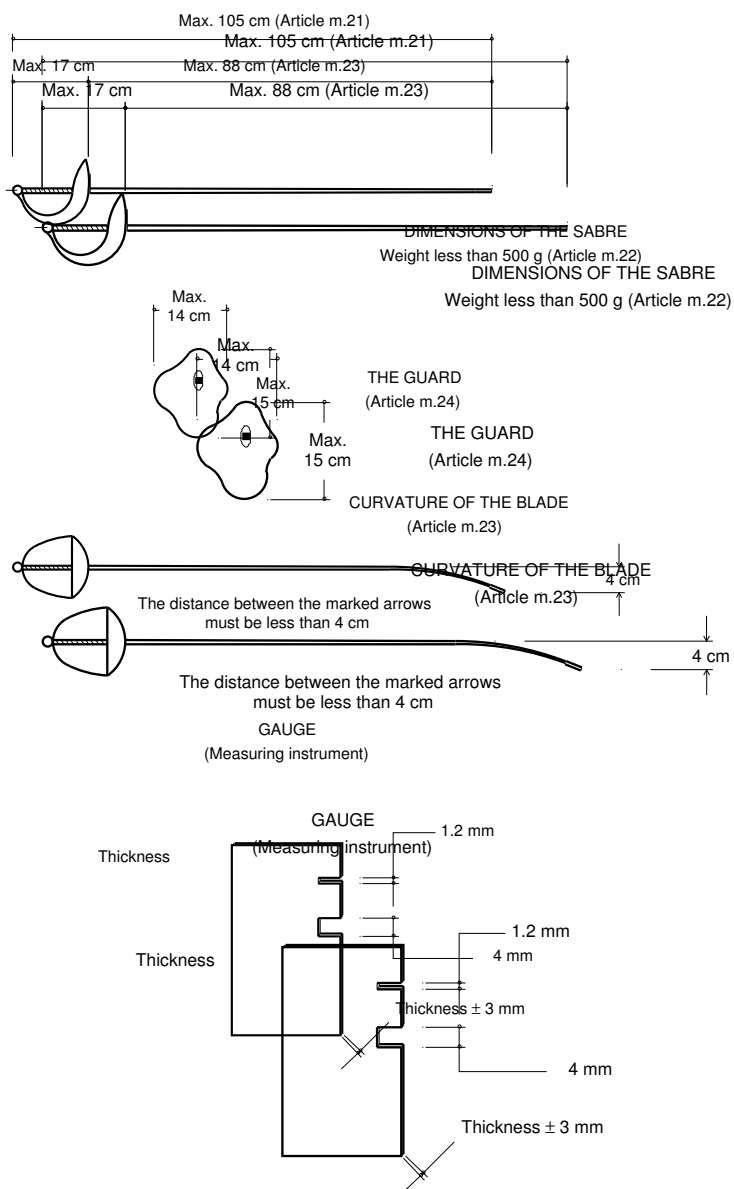 Max. 105 cm (Article m.21)
Max. 105 cm (Article m.21)
Max. 17 cm
Max. 88 cm (Article m.23)
Max. 17 cm
Max. 88 cm (Article m.23)
DIMENSIONS OF THE SABRE
Weight less than 500 g (Article m.22)
DIMENSIONS OF THE SABRE
Weight less than 500 g (Article m.22)
Max.
14 cm
Max.
14 cm
Max.
15 cm
THE GUARD
(Article m.24)
Max.
15 cm
THE GUARD
(Article m.24)
CURVATURE OF THE BLADE
(Article m.23)
CURVATURE OF THE BLADE
(Article m.23)
4 cm
The distance between the marked arrows
must be less than 4 cm
4 cm
The distance between the marked arrows
must be less than 4 cm
GAUGE
(Measuring instrument)
GAUGE
(Measuring instrument)
1.2 mm
Thickness
1.2 mm
4 mm
Thickness
Thickness ± 3 mm
4 mm
Thickness ± 3 mm